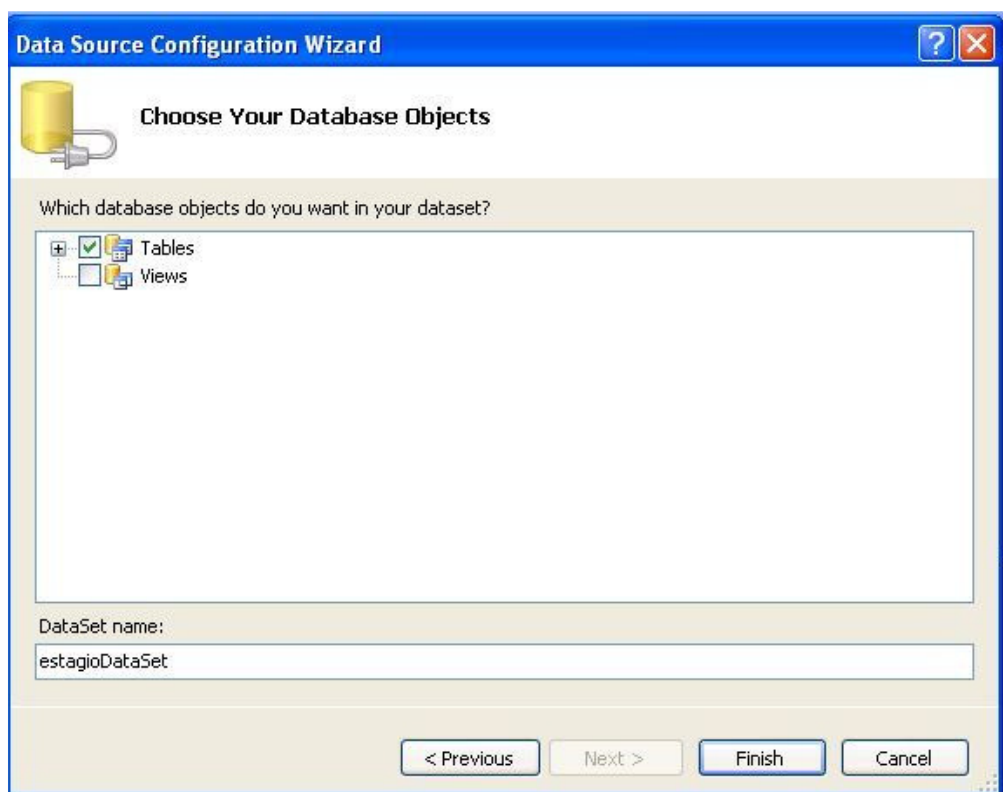 Data Source Configuration Wizard
Choose Your Database Objects
Which database objects do you want in your dataset?
Tables
Views
DataSet name:
estagioDataSet
< Previous Next > Finish Cancel